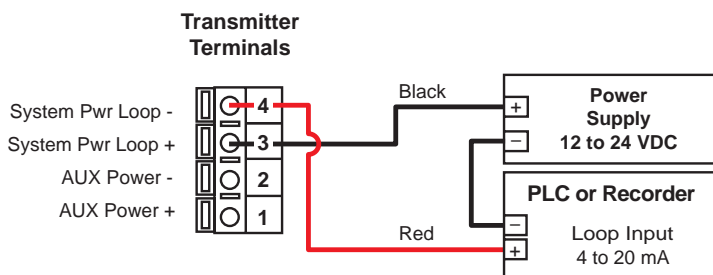 Transmitter
Terminals
System Pwr Loop - 4
System Pwr Loop + 3
AUX Power - 2
AUX Power + 1
Black
Red
+ Power
Supply
− 12 to 24 VDC
PLC or Recorder
− Loop Input
+ 4 to 20 mA